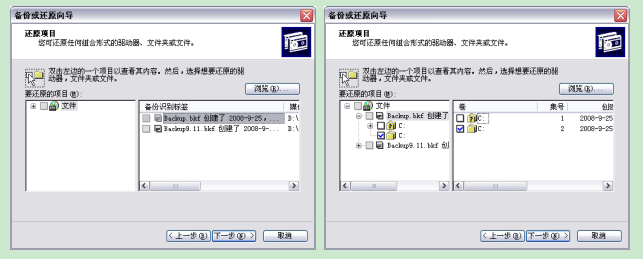 备份或还原向导
还原项目
您可还原任何组合形式的驱动器、文件夹或文件。
双击左边的一个项目以查看其内容。然后，选择想要还原的驱
动器，文件夹或文件。
浏览(R)...
要还原的项目(M):
文件
备份识别标签
Backup.bkf 创建了 2008-9-25，...
D:\
Backup9.11.bkf 创建了 2008-9-...
D:\
< 上一步(B)
下一步(N) >
取消
备份或还原向导
还原项目
您可还原任何组合形式的驱动器、文件夹或文件。
双击左边的一个项目以查看其内容。然后，选择想要还原的驱
动器，文件夹或文件。
浏览(R)...
要还原的项目(M):
文件
Backup.bkf 创建了
C:
C:
Backup9.11.bkf 创
卷
集号
创建
C:
1
2008-9-25
C:
2
2008-9-25
< 上一步(B)
下一步(N) >
取消